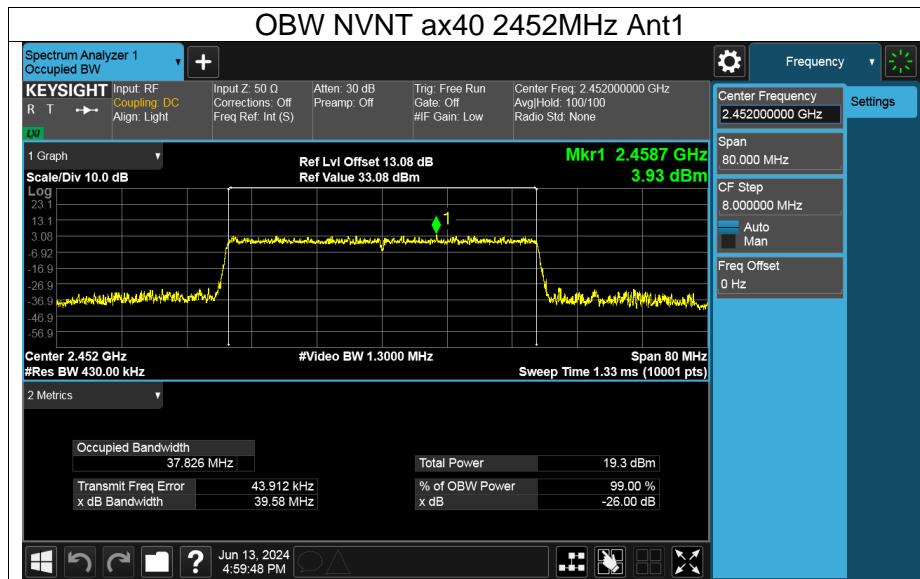 OBW NVNT ax40 2452MHz Ant1
Spectrum Analyzer 1
Occupied BW
+
Frequency
KEYSIGHT
R T
LXI
Input: RF
Coupling: DC
Align: Light
Input Z: 50 Ω
Corrections: Off
Freq Ref: Int (S)
Atten: 30 dB
Preamp: Off
Trig: Free Run
Gate: Off
#IF Gain: Low
Center Freq: 2.452000000 GHz
Avg|Hold: 100/100
Radio Std: None
Center Frequency
2.452000000 GHz
Settings
Span
80.000 MHz
CF Step
8.000000 MHz
Auto
Man
Freq Offset
0 Hz
1 Graph
Scale/Div 10.0 dB
Ref Lvl Offset 13.08 dB
Ref Value 33.08 dBm
Mkr1 2.4587 GHz
3.93 dBm
Log
23.1
13.1
3.08
-6.92
-16.9
-26.9
-36.9
-46.9
-56.9
1
Center 2.452 GHz
#Video BW 1.3000 MHz
Span 80 MHz
#Res BW 430.00 kHz
Sweep Time 1.33 ms (10001 pts)
2 Metrics
Occupied Bandwidth
37.826 MHz
Total Power 19.3 dBm
Transmit Freq Error 43.912 kHz
% of OBW Power 99.00 %
x dB Bandwidth 39.58 MHz
x dB -26.00 dB
?
Jun 13, 2024
4:59:48 PM